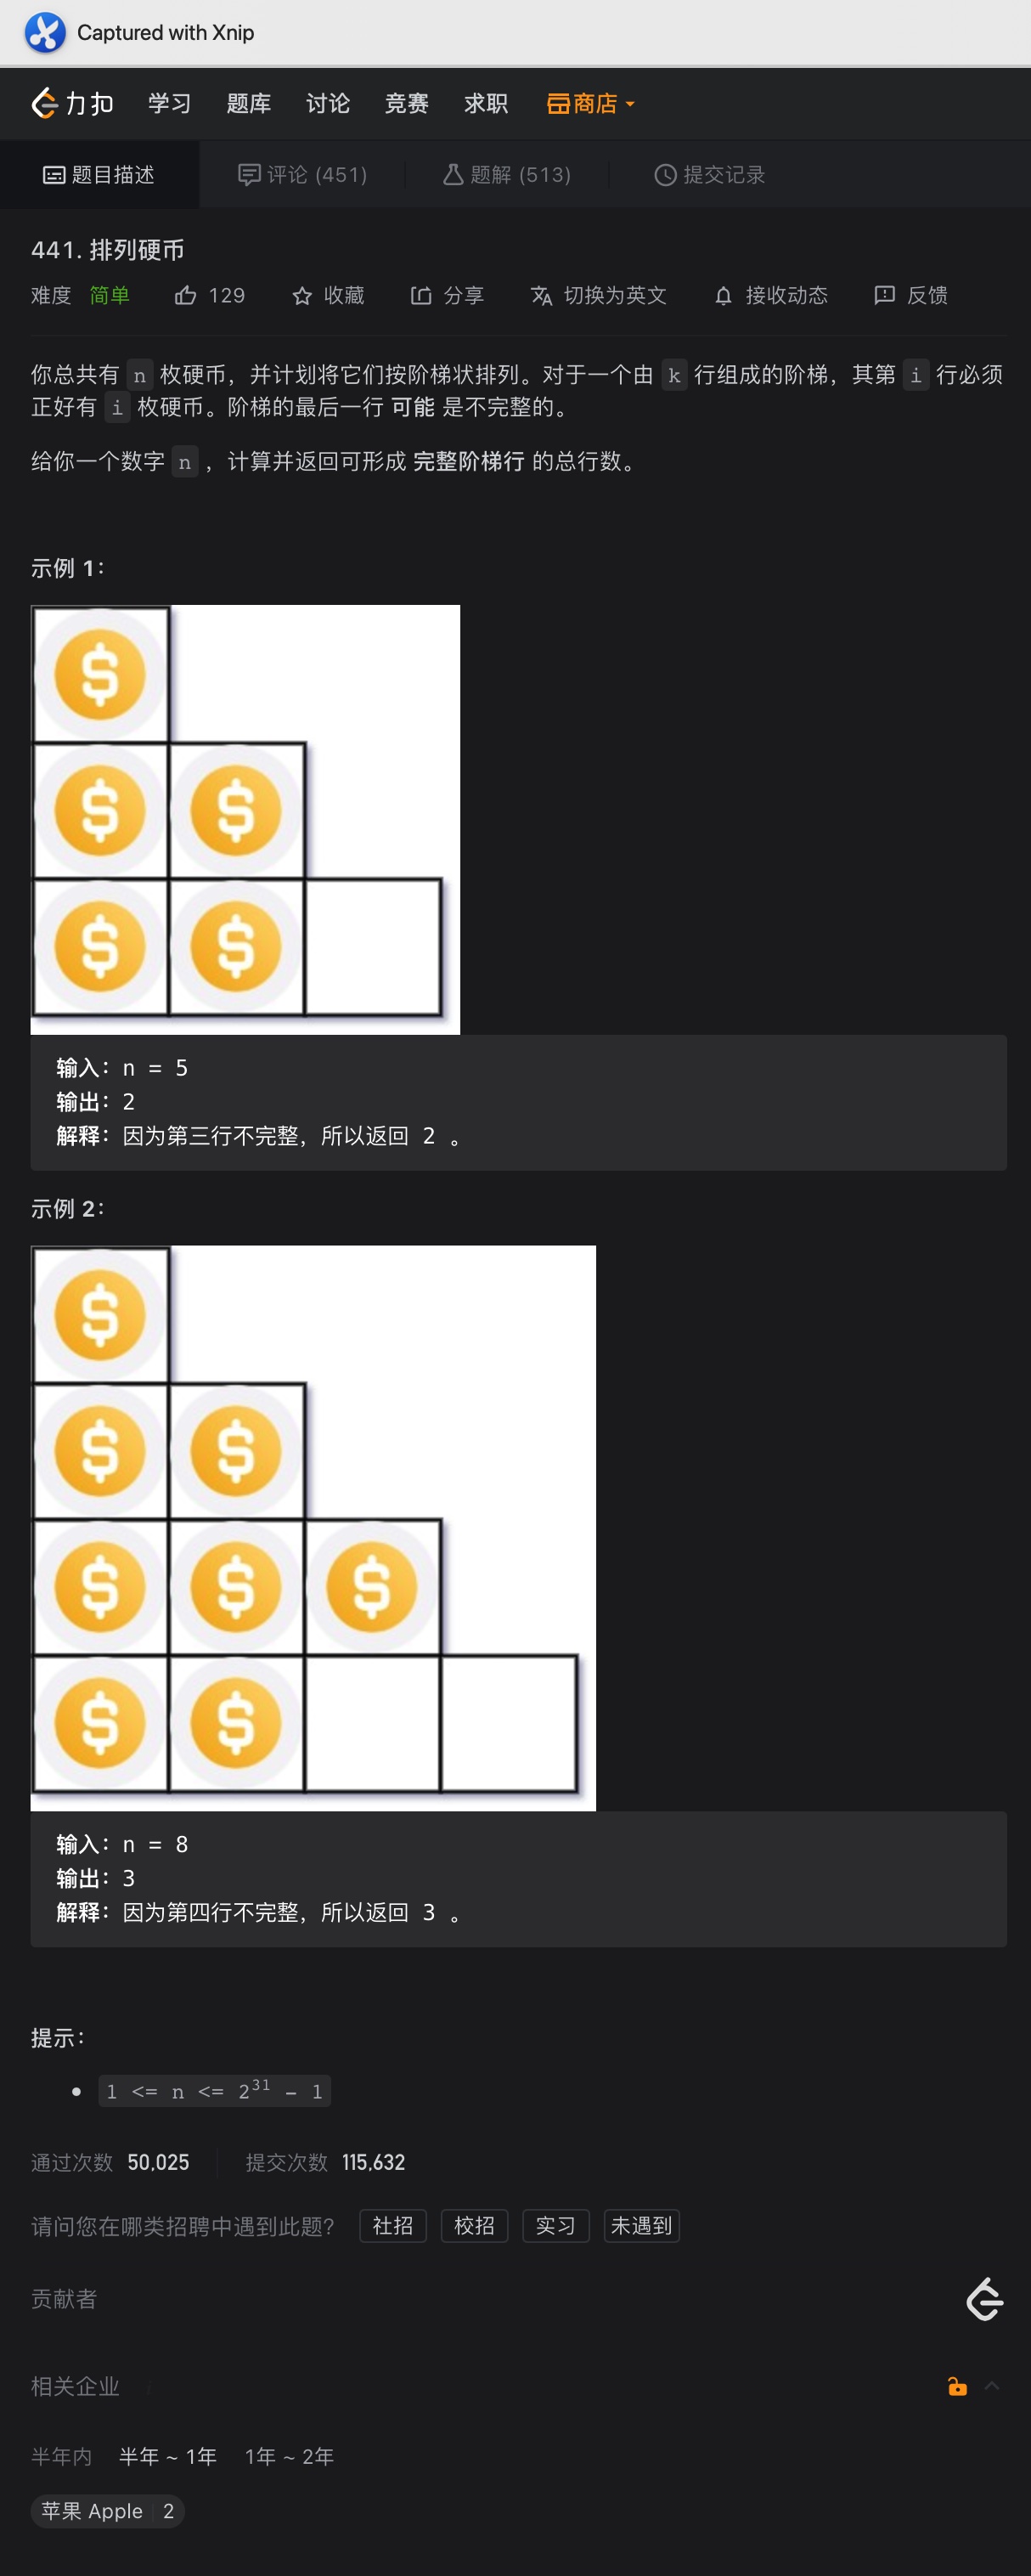 Captured with Xnip
力扣 学习 题库 讨论 竞赛 求职 商店
题目描述 评论 (451) 题解 (513) 提交记录
441. 排列硬币
难度 简单 129 收藏 分享 切换为英文 接收动态 反馈
你总共有 n 枚硬币，并计划将它们按阶梯状排列。对于一个由 k 行组成的阶梯，其第 i 行必须
正好有 i 枚硬币。阶梯的最后一行 可能 是不完整的。
给你一个数字 n ，计算并返回可形成 完整阶梯行 的总行数。
示例 1：
$
$ $
$ $
输入：n = 5
输出：2
解释：因为第三行不完整，所以返回 2 。
示例 2：
$
$ $
$ $ $
$ $
输入：n = 8
输出：3
解释：因为第四行不完整，所以返回 3 。
提示：
1 <= n <= 2³¹ - 1
通过次数 50,025 提交次数 115,632
请问您在哪类招聘中遇到此题? 社招 校招 实习 未遇到
贡献者
相关企业
半年内 半年 ~ 1年 1年 ~ 2年
苹果 Apple 2